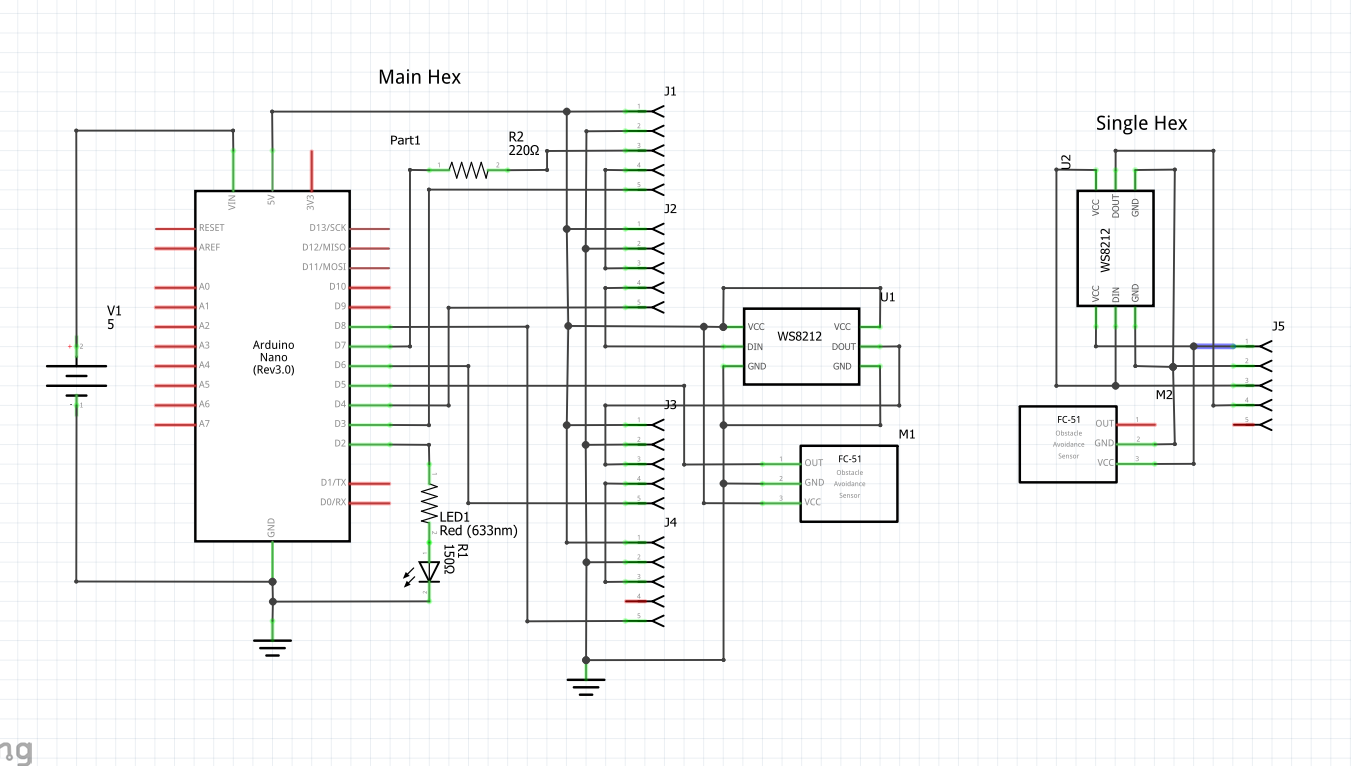 Main Hex
Single Hex
J1
1
2
3
4
5
Part1
R2
220Ω
1
2
J2
1
2
3
4
5
VIN
5V
3V3
RESET
AREF
A0
A1
A2
A3
A4
A5
A6
A7
D13/SCK
D12/MISO
D11/MOSI
D10
D9
D8
D7
D6
D5
D4
D3
D2
D1/TX
D0/RX
GND
Arduino
Nano
(Rev3.0)
V1
5
+
2
-
1
U1
WS8212
VCC
DIN
GND
VCC
DOUT
GND
J3
1
2
3
4
5
M1
FC-51
Obstacle
Avoidance
Sensor
OUT
GND
VCC
1
2
3
J4
1
2
3
4
5
1
2
LED1
Red (633nm)
R1
150Ω
1
2
U2
WS8212
VCC
DOUT
GND
VCC
DIN
GND
J5
1
2
3
4
5
M2
FC-51
Obstacle
Avoidance
Sensor
OUT
GND
VCC
1
2
3
ng